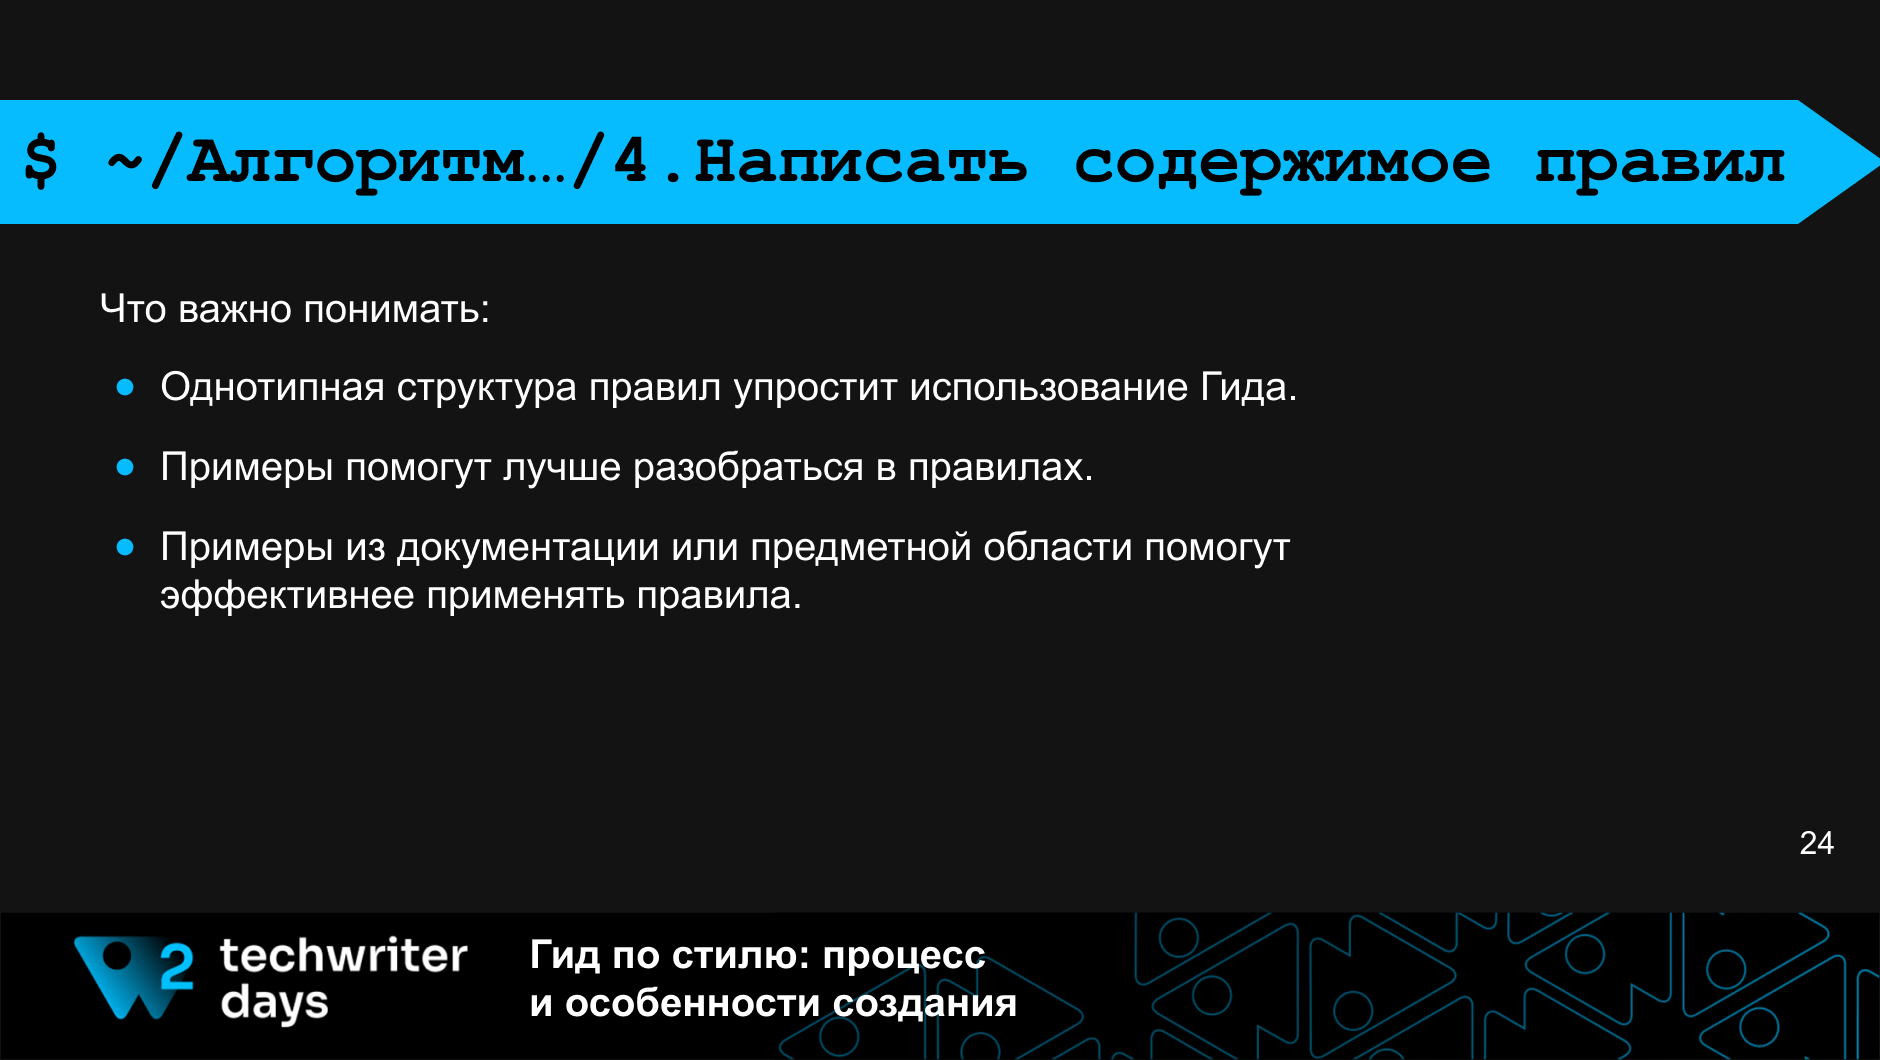 $ ~/Алгоритм…/4.Написать содержимое правил
Что важно понимать:
● Однотипная структура правил упростит использование Гида.
● Примеры помогут лучше разобраться в правилах.
● Примеры из документации или предметной области помогут
эффективнее применять правила.
24
2 techwriter
days
Гид по стилю: процесс
и особенности создания